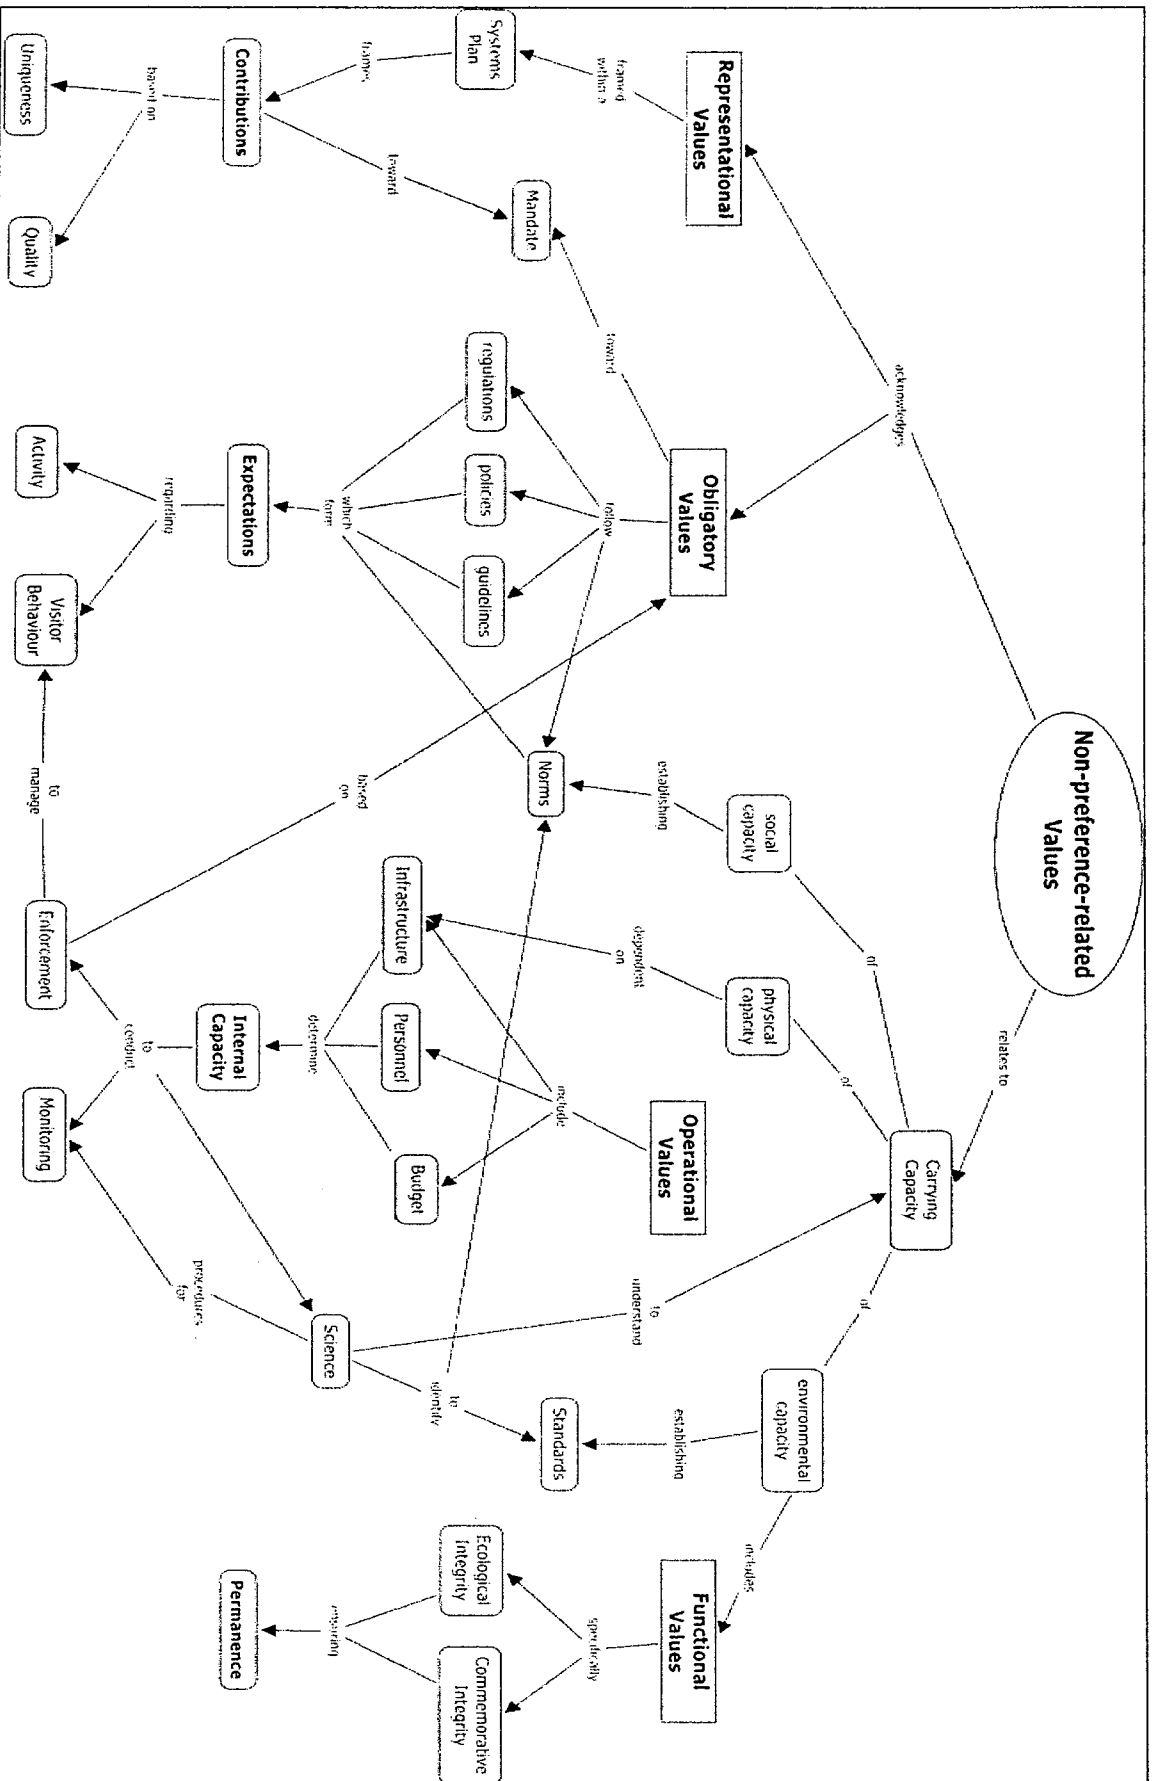 Non-preference-related
Values
acknowledges
relates to
Representational
Values
Obligatory
Values
Carrying
Capacity
of
of
of
social
capacity
physical
capacity
environmental
capacity
includes
framed
within a
Systems
Plan
frames
toward
Mandate
toward
follow
regulations
policies
guidelines
establishing
Norms
dependent
on
Operational
Values
include
to
understand
establishing
Standards
Functional
Values
specifically
Ecological
Integrity
Commemorative
Integrity
Contributions
which
form
Expectations
based
on
Infrastructure
Personnel
Budget
determine
to
identify
Science
ensuring
Permanence
based on
Uniqueness
Quality
regarding
Activity
Visitor
Behaviour
to
manage
Enforcement
Internal
Capacity
to
conduct
Monitoring
procedures
for